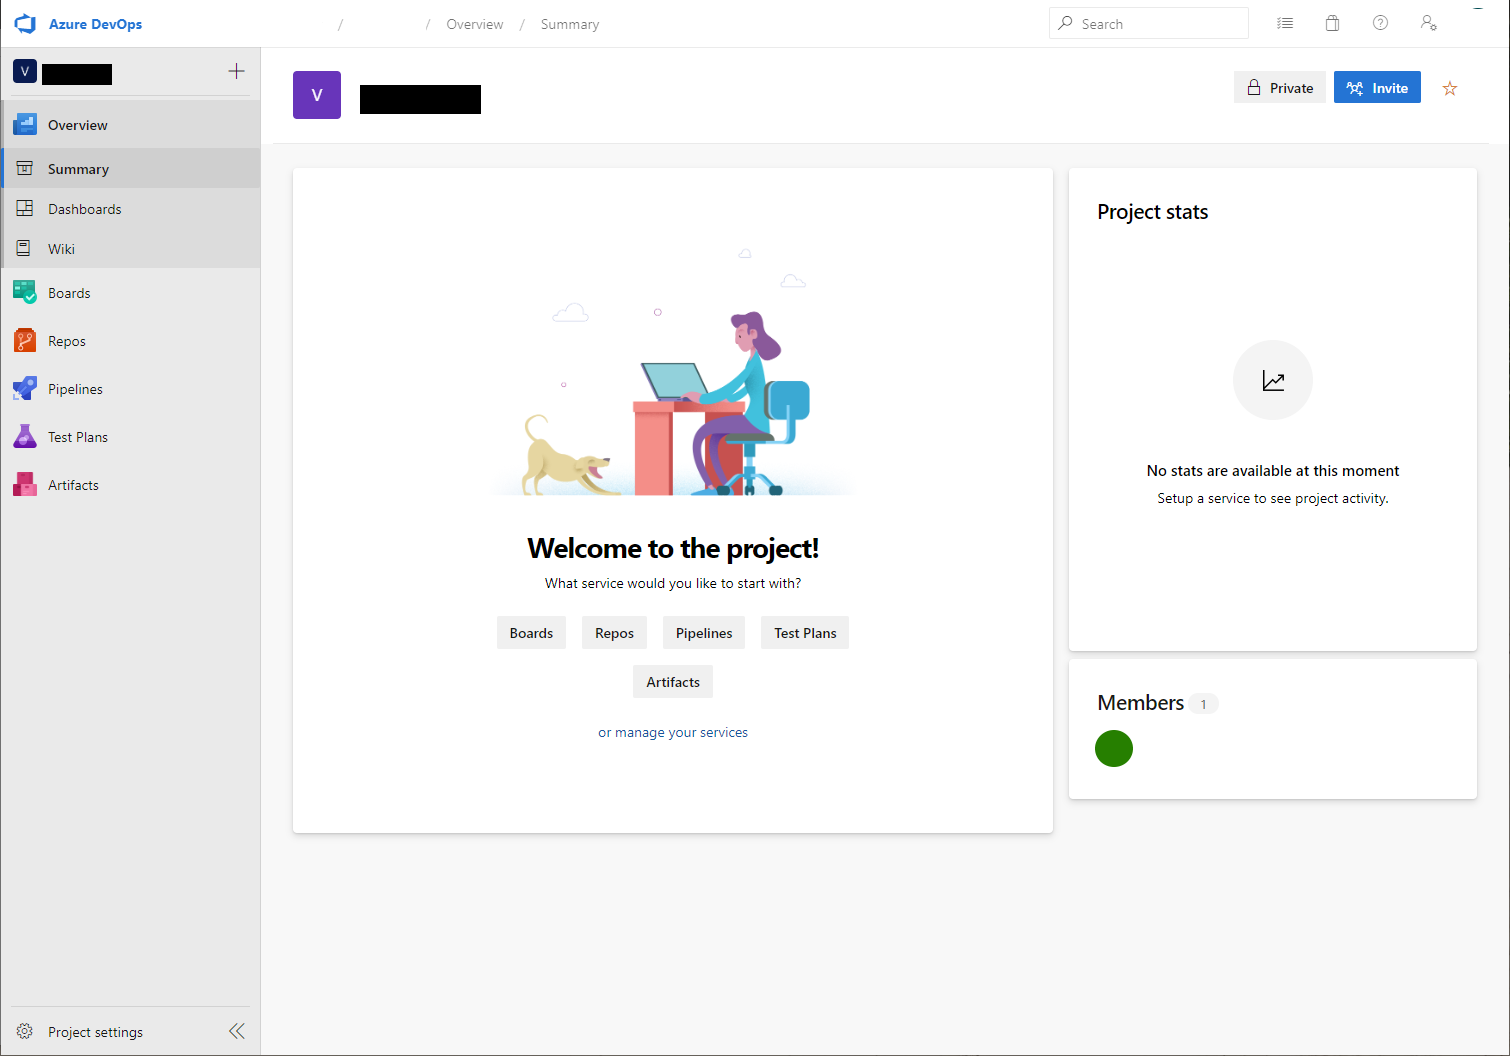 Azure DevOps / / Overview / Summary Search
V
Overview
Summary
Dashboards
Wiki
Boards
Repos
Pipelines
Test Plans
Artifacts
Project settings
V
Private Invite
Welcome to the project!
What service would you like to start with?
Boards Repos Pipelines Test Plans
Artifacts
or manage your services
Project stats
No stats are available at this moment
Setup a service to see project activity.
Members 1